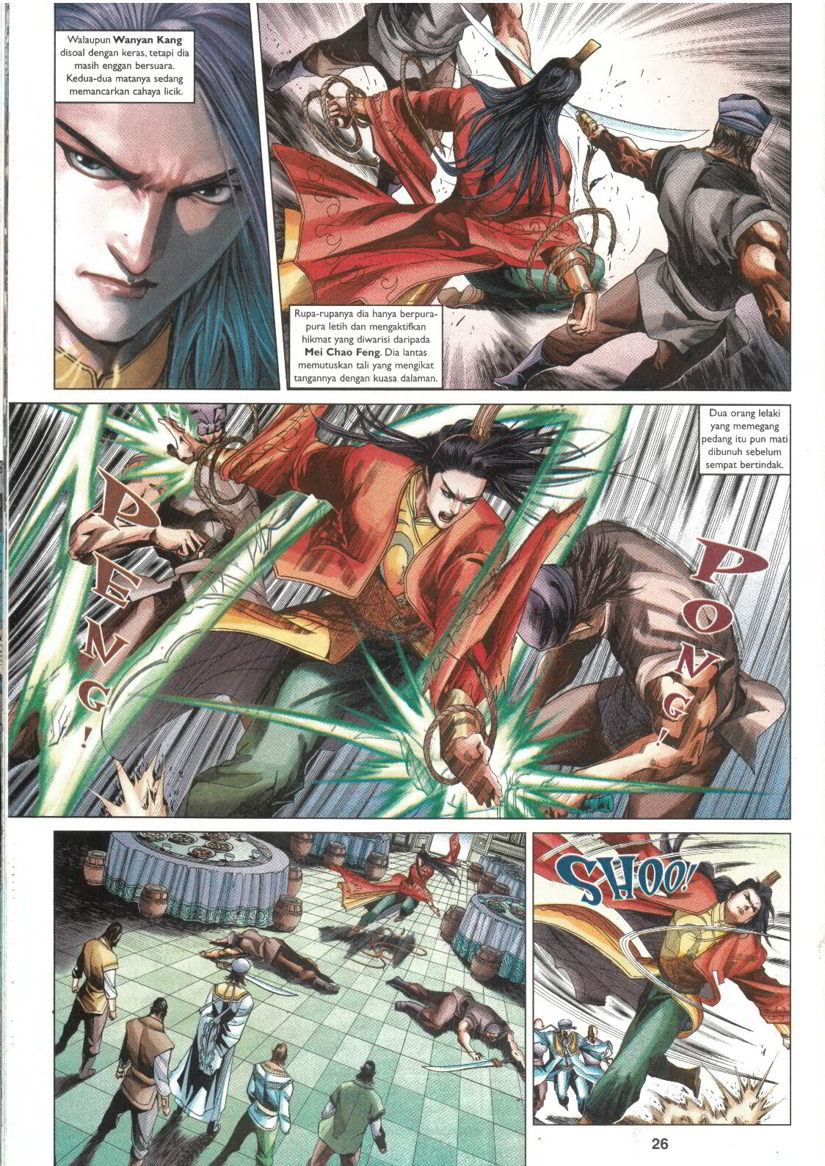 Walaupun Wanyan Kang
disoal dengan keras, tetapi dia
masih enggan bersuara.
Kedua-dua matanya sedang
memancarkan cahaya licik.
Rupa-rupanya dia hanya berpura-
pura letih dan mengaktifkan
hikmat yang diwarisi daripada
Mei Chao Feng. Dia lantas
memutuskan tali yang mengikat
tangannya dengan kuasa dalaman.
Dua orang lelaki
yang memegang
pedang itu pun mati
dibunuh sebelum
sempat bertindak.
PENG!
PONG!
SHOO!
26